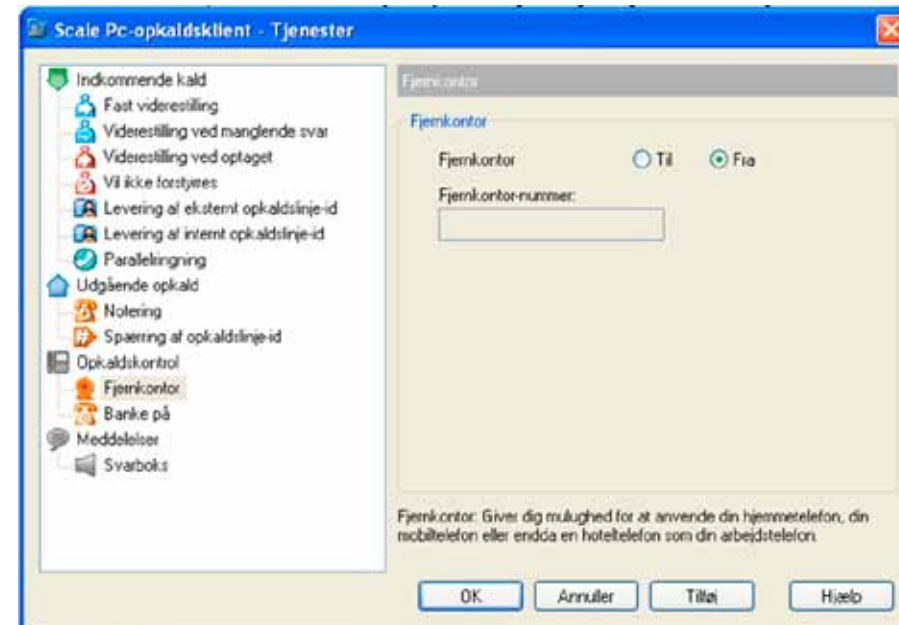 Scale Pc-opkaldsklient - Tjenester
Indkommende kald
Fast viderestilling
Viderestilling ved manglende svar
Viderestilling ved optaget
Vil ikke forstyrres
Levering af eksternt opkaldslinje-id
Levering af internt opkaldslinje-id
Parallelringning
Udgående opkald
Notering
Spærring af opkaldslinje-id
Opkaldskontrol
Fjernkontor
Banke på
Meddelelser
Svarboks
Fjernkontor
Fjernkontor
Fjernkontor Til Fra
Fjernkontor-nummer:
Fjernkontor: Giver dig mulughed for at anvende din hjemmetelefon, din
mobiltelefon eller endda en hoteltelefon som din arbejdstelefon.
OK Annuller Tilføj Hjælp